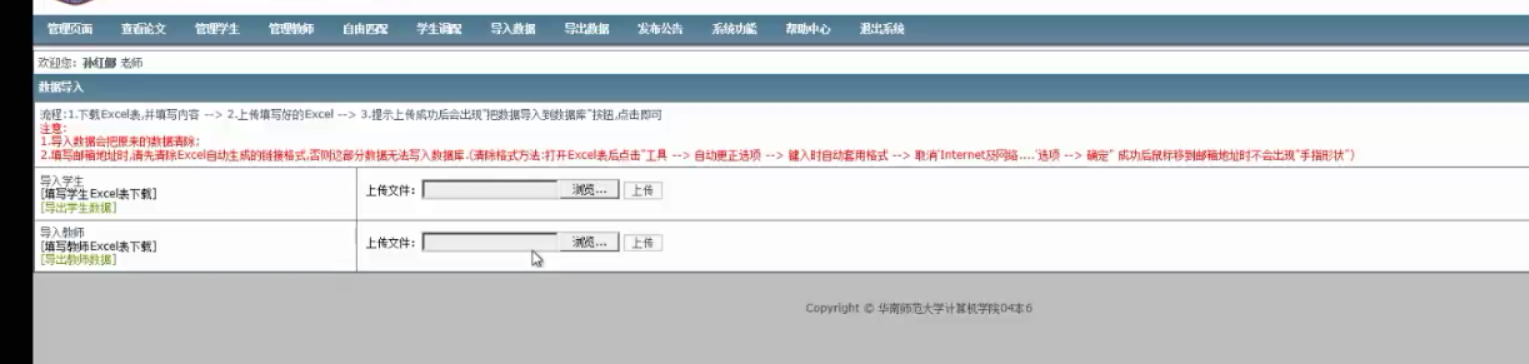 管理页面 查看论文 管理学生 管理教师 自由匹配 学生调配 导入数据 导出数据 发布公告 系统功能 帮助中心 退出系统
欢迎您: 孙红 老师
数据导入
流程:1.下载Excel表,并填写内容 --> 2.上传填写好的Excel --> 3.提示上传成功后会出现"把数据导入到数据库"按钮,点击即可
注意:
1.导入数据会把原来的数据清除;
2.填写邮箱地址时,请先清除Excel自动生成的链接格式,否则这部分数据无法写入数据库.(清除格式方法:打开Excel表后点击"工具 --> 自动更正选项 --> 键入时自动套用格式 --> 取消"Internet及网络...."选项 --> 确定" 成功后鼠标移到邮箱地址时不会出现"手指形状")
导入学生
[填写学生Excel表下载]
[导出学生数据]
上传文件: 浏览... 上传
导入教师
[填写教师Excel表下载]
[导出教师数据]
上传文件: 浏览... 上传
Copyright © 华南师范大学计算机学院04本6